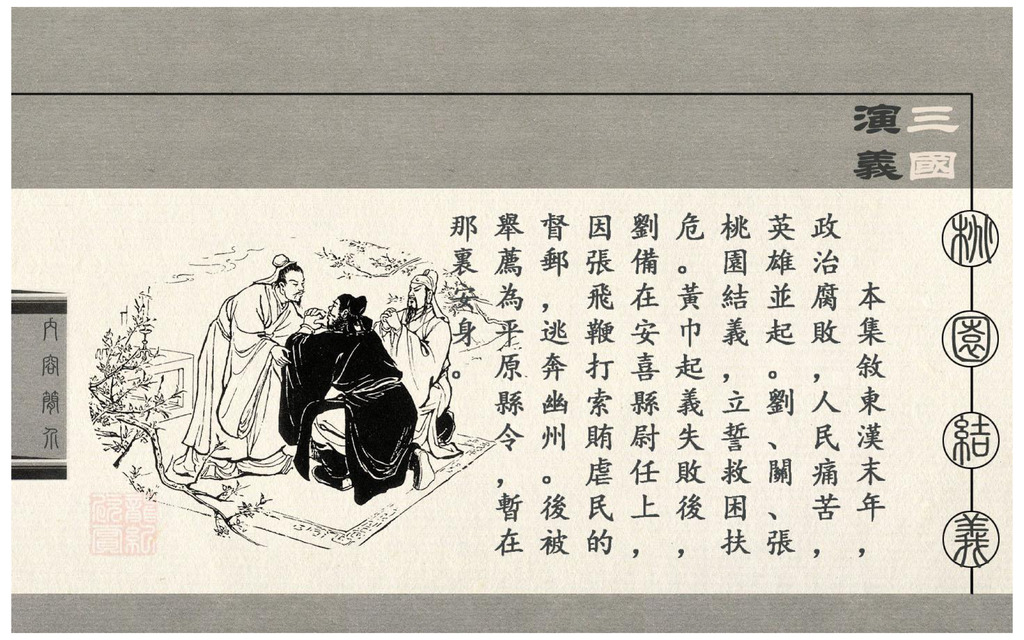 三國
演義
桃園結義
本集敘東漢末年，
政治腐敗，人民痛苦，
英雄並起。劉、關、張
桃園結義，立誓救困扶
危。黃巾起義失敗後，
劉備在安喜縣尉任上，
因張飛鞭打索賄虐民的
督郵，逃奔幽州。後被
舉薦為平原縣令，暫在
那裏安身。
內容簡介